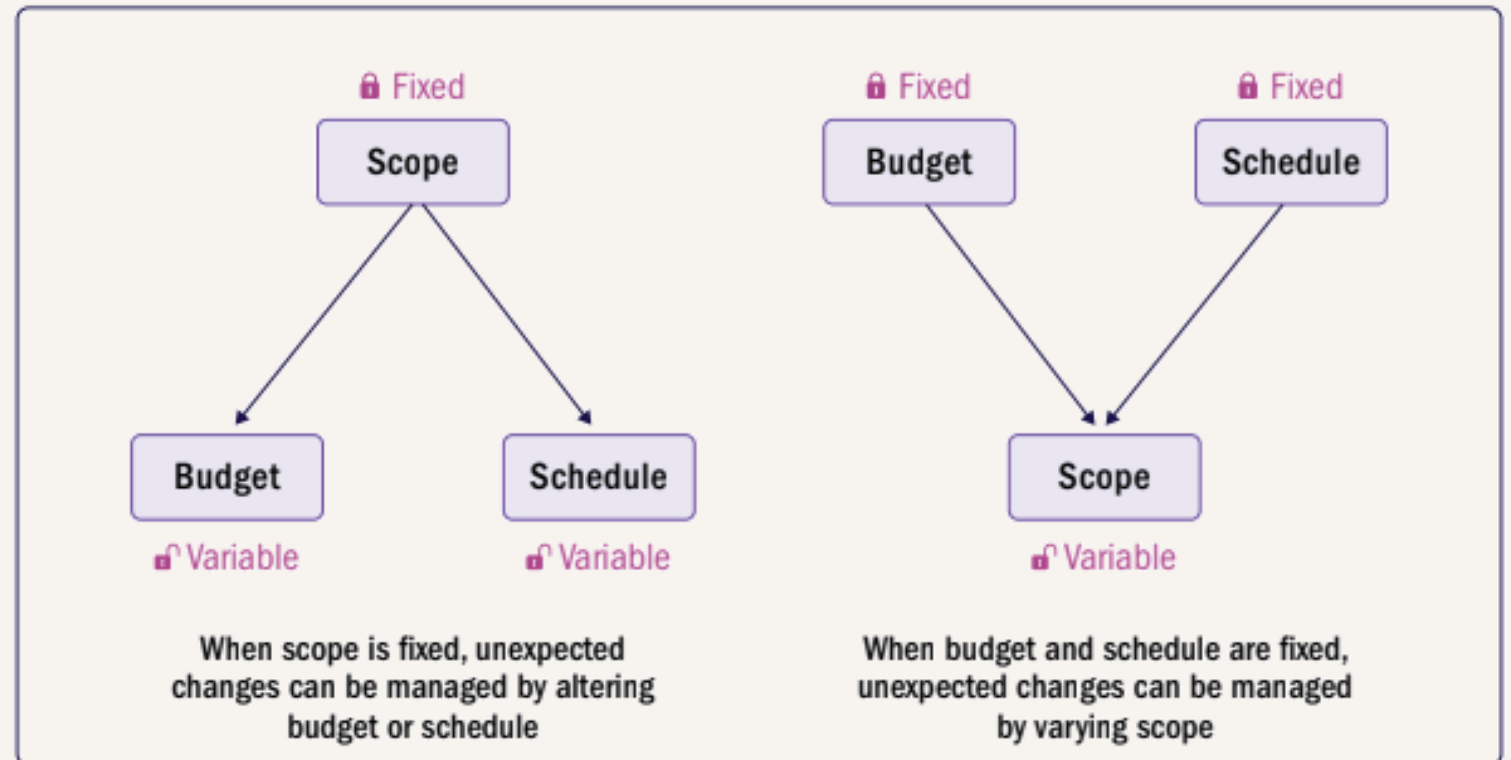 Fixed
Scope
Budget
Schedule
Variable
Variable
When scope is fixed, unexpected
changes can be managed by altering
budget or schedule
Fixed
Fixed
Budget
Schedule
Scope
Variable
When budget and schedule are fixed,
unexpected changes can be managed
by varying scope